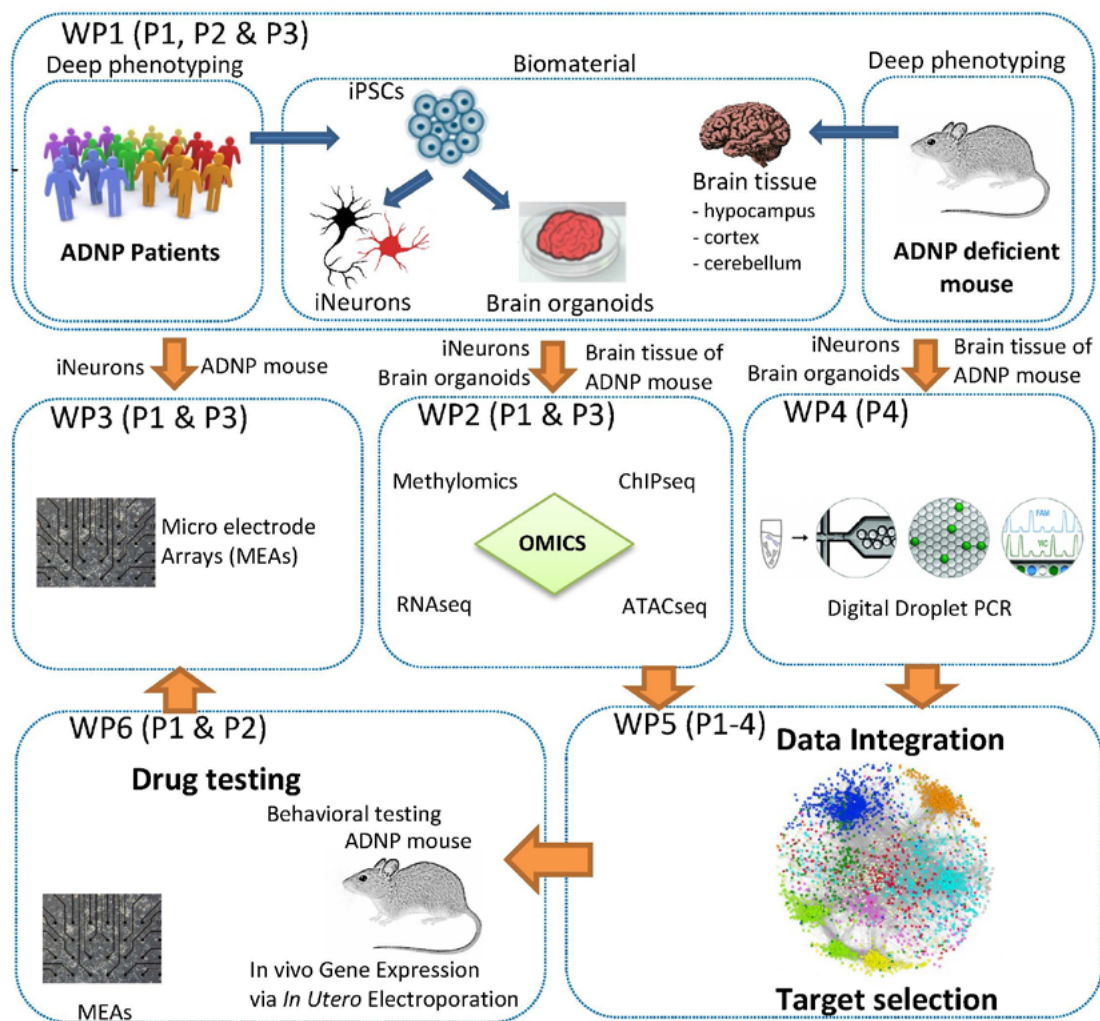 WP1 (P1, P2 & P3)
Deep phenotyping
ADNP Patients
Biomaterial
iPSCs
iNeurons
Brain organoids
Brain tissue
- hypocampus
- cortex
- cerebellum
Deep phenotyping
ADNP deficient
mouse
iNeurons
ADNP mouse
iNeurons
Brain organoids
Brain tissue of
ADNP mouse
iNeurons
Brain organoids
Brain tissue of
ADNP mouse
WP3 (P1 & P3)
Micro electrode
Arrays (MEAs)
WP2 (P1 & P3)
Methylomics
ChIPseq
OMICS
RNAseq
ATACseq
WP4 (P4)
FAM
VIC
Digital Droplet PCR
WP6 (P1 & P2)
Drug testing
Behavioral testing
ADNP mouse
In vivo Gene Expression
via In Utero Electroporation
MEAs
WP5 (P1-4)
Data Integration
Target selection